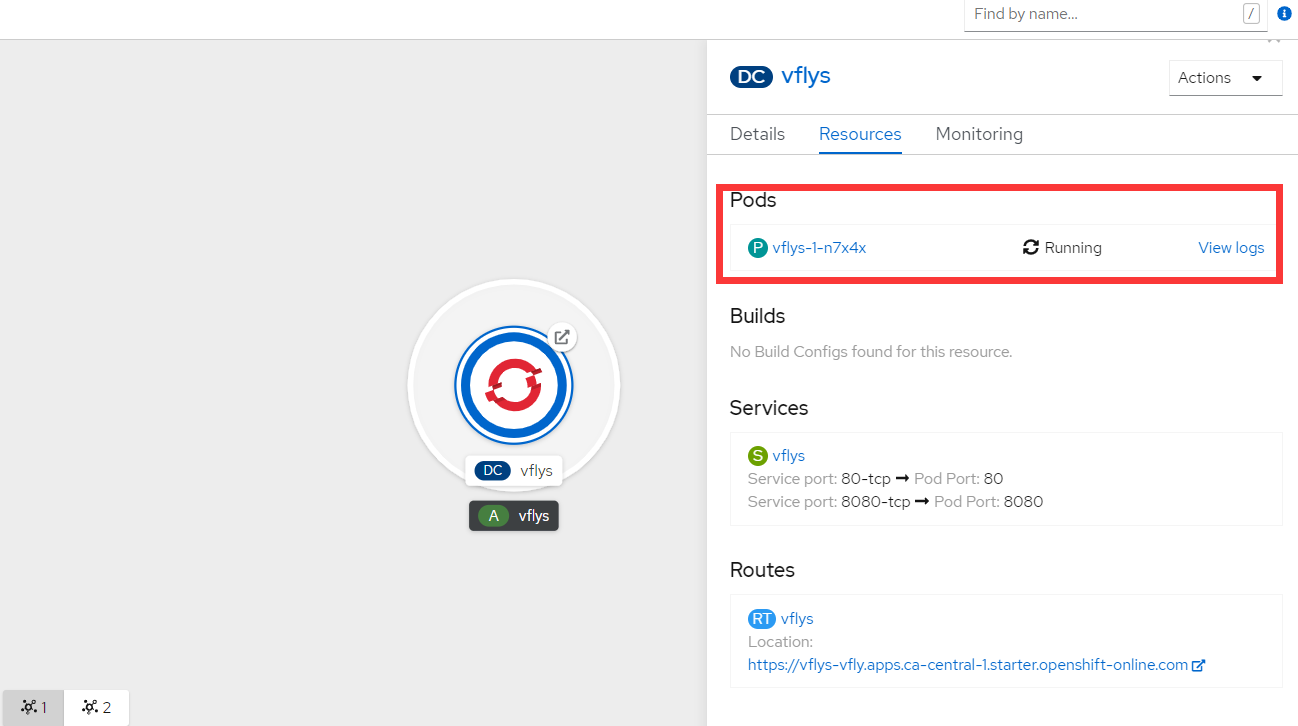 Find by name...
/
i
DC vflys
Actions
Details Resources Monitoring
Pods
P vflys-1-n7x4x Running View logs
Builds
No Build Configs found for this resource.
Services
S vflys
Service port: 80-tcp → Pod Port: 80
Service port: 8080-tcp → Pod Port: 8080
Routes
RT vflys
Location:
https://vflys-vfly.apps.ca-central-1.starter.openshift-online.com
DC vflys
A vflys
1
2